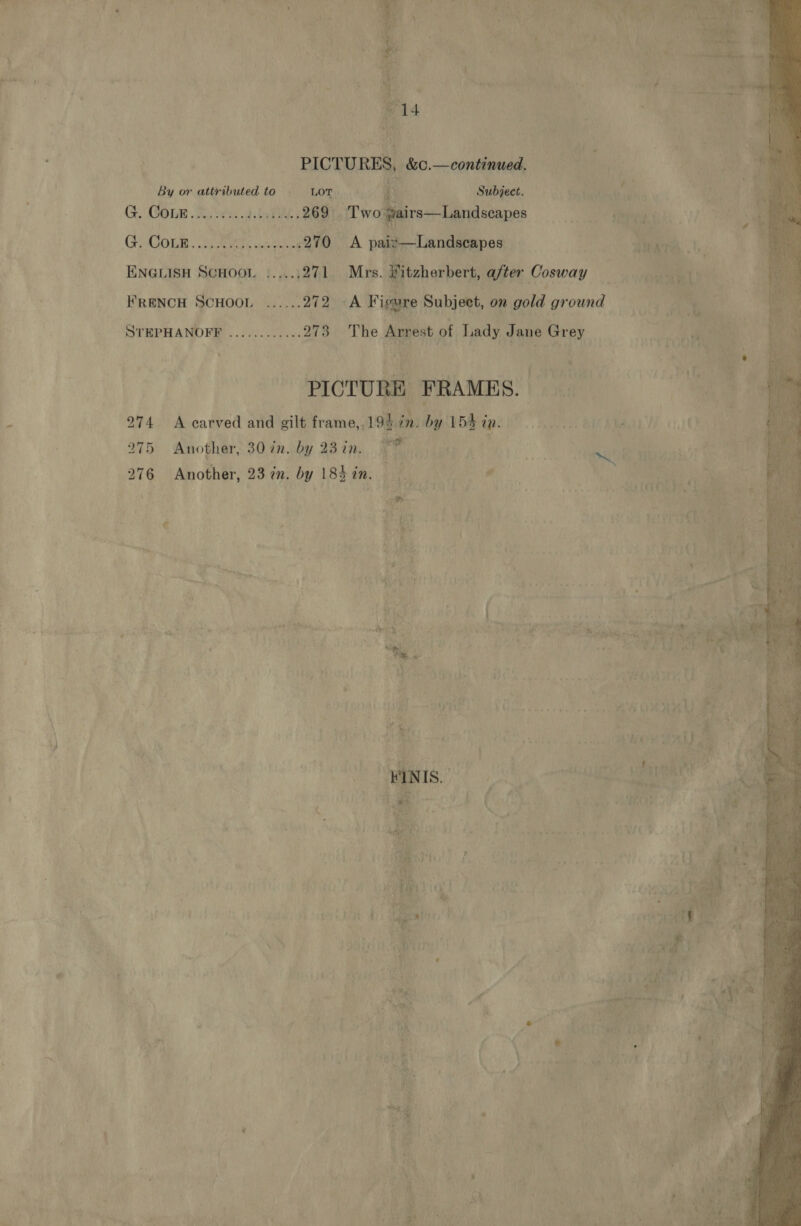 14
PICTURES, &c.—continued.
By or attributed to LOT Subject.
G. COLE....................269 Two pairs—Landscapes
G. COLE....................270 A pair—Landscapes
ENGLISH SCHOOL ......271 Mrs. Fitzherbert, after Cosway
FRENCH SCHOOL ......272 A Figure Subject, on gold ground
STEPHANOFF ............273 The Arrest of Lady Jane Grey
PICTURE FRAMES.
274 A carved and gilt frame, 19½ in. by 15½ in.
275 Another, 30 in. by 23 in.
276 Another, 23 in. by 18½ in.
FINIS.